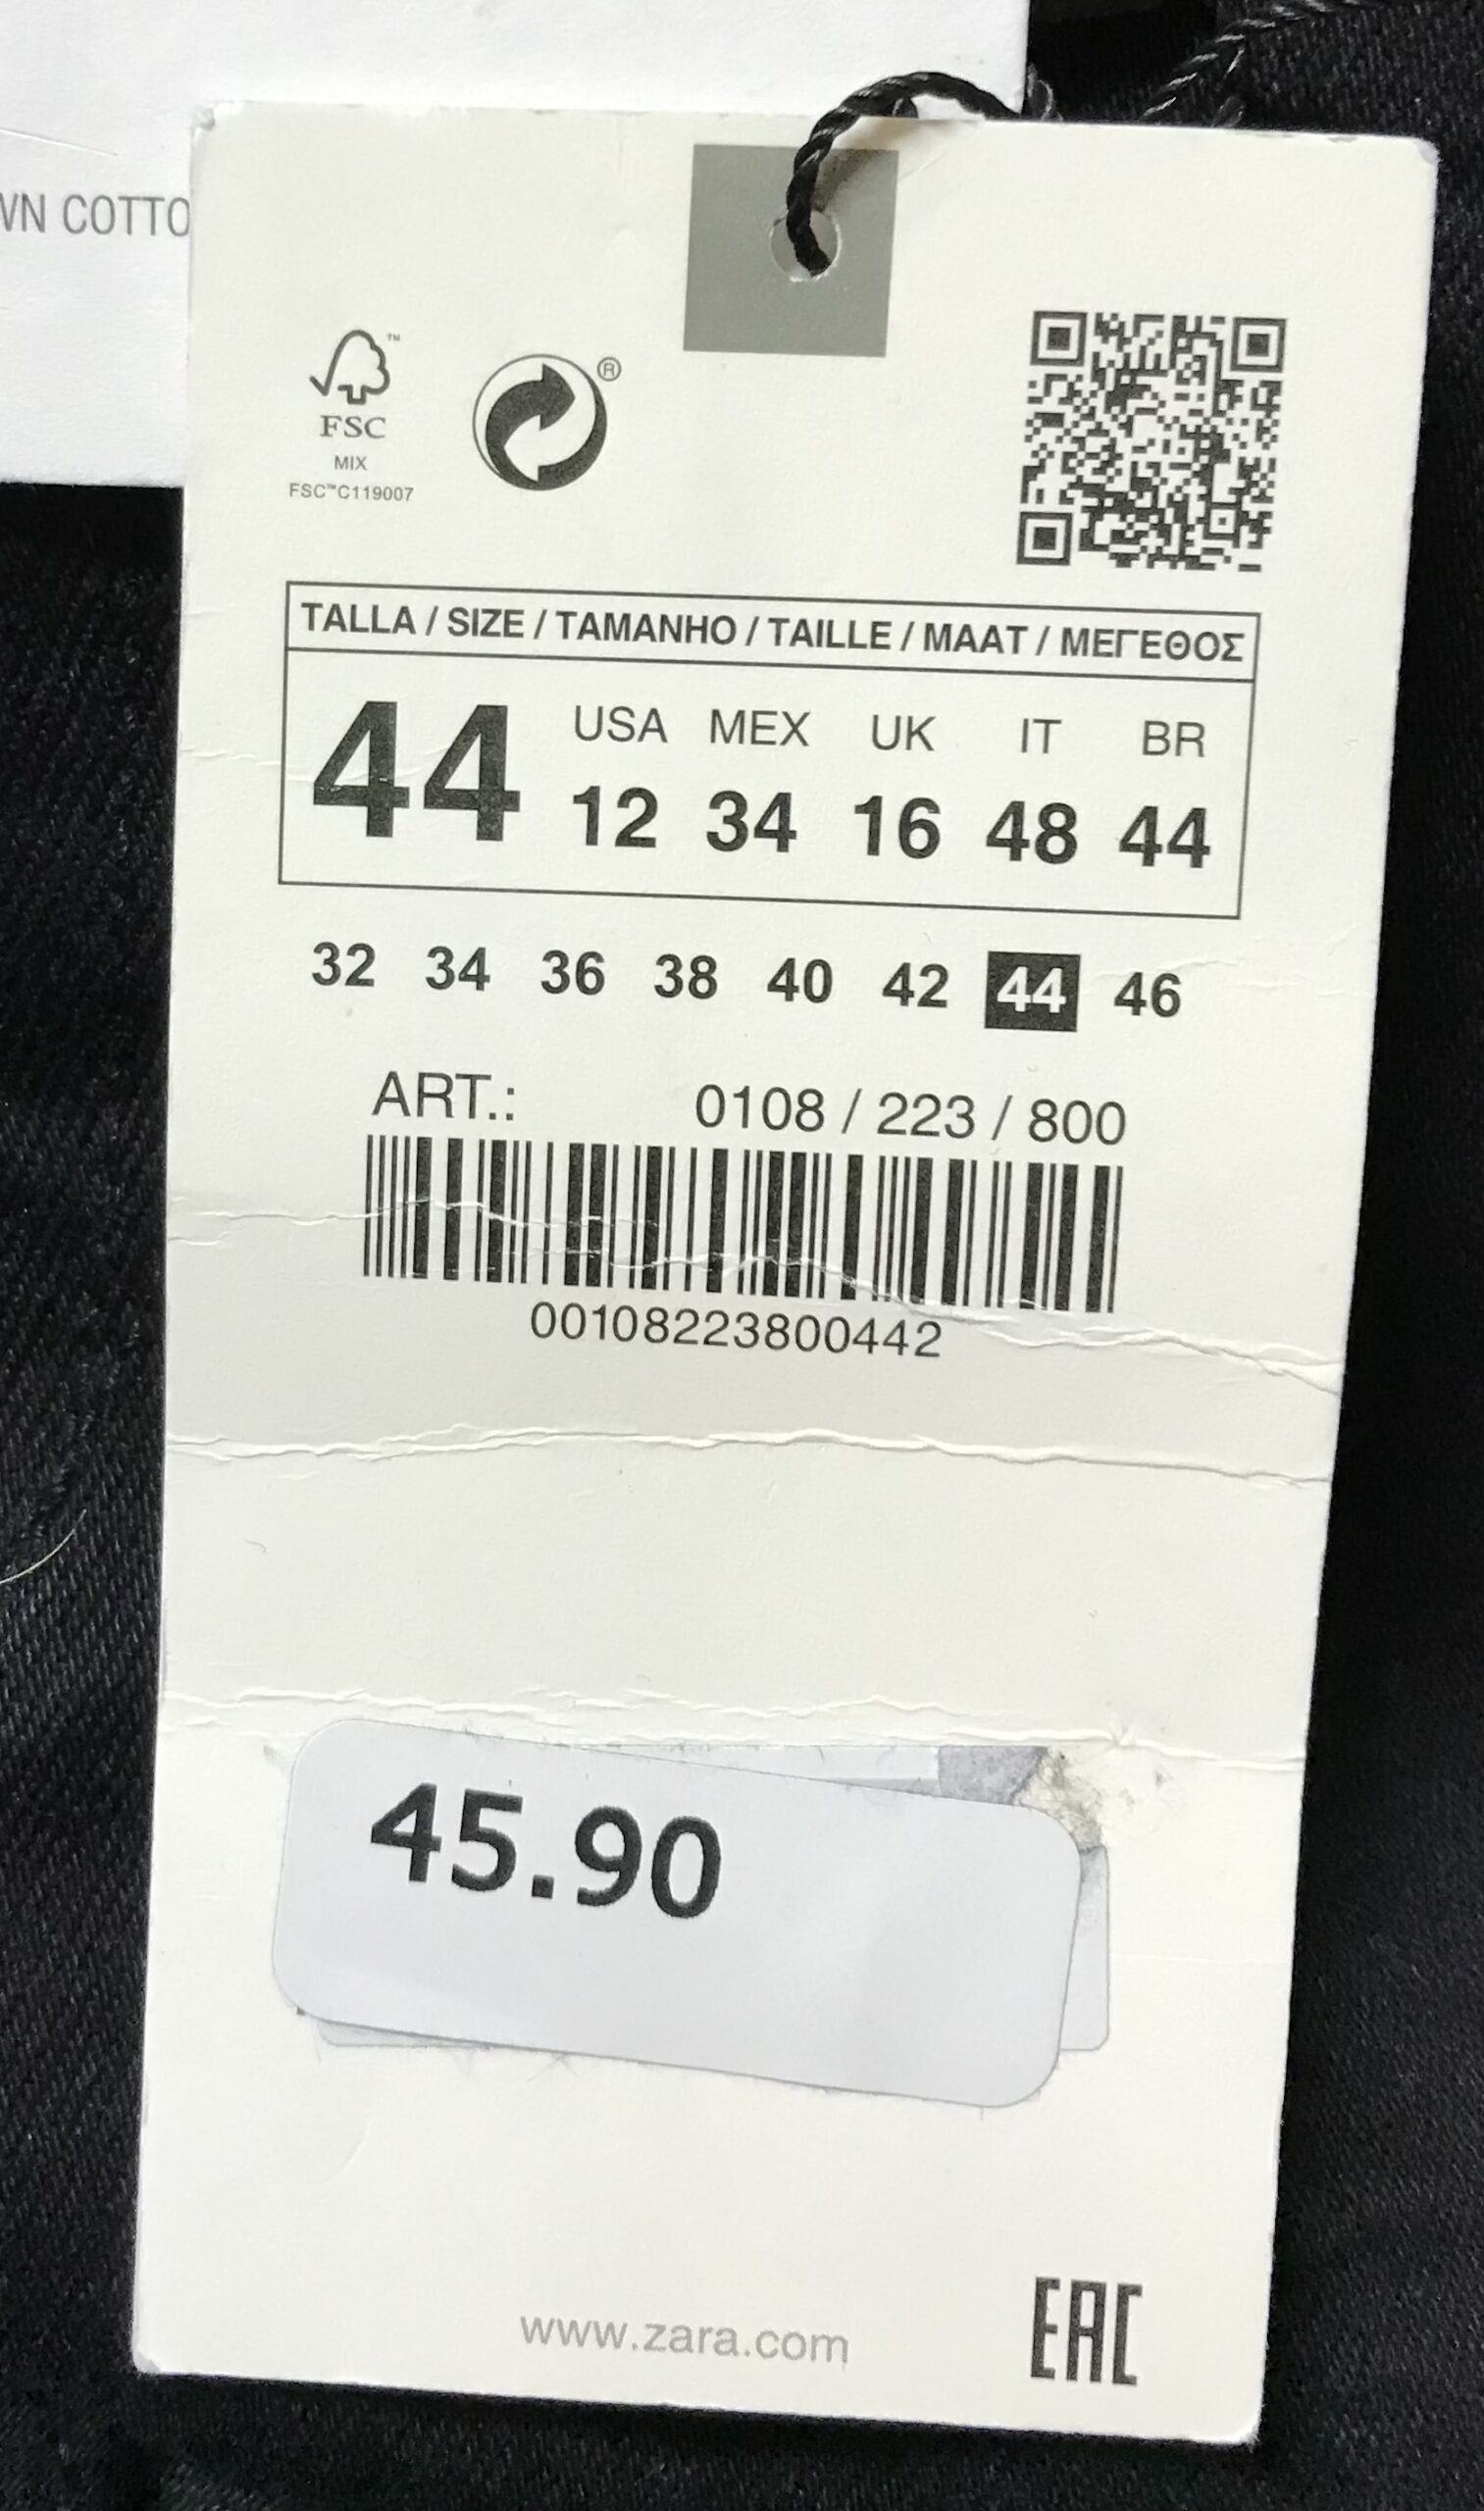 WN COTTO
FSC™
MIX
FSC™C119007
®
TALLA / SIZE / TAMANHO / TAILLE / MAAT / ΜΕΓΕΘΟΣ
44
USA MEX UK IT BR
12 34 16 48 44
32 34 36 38 40 42 44 46
ART.: 0108 / 223 / 800
00108223800442
45.90
www.zara.com
EAC